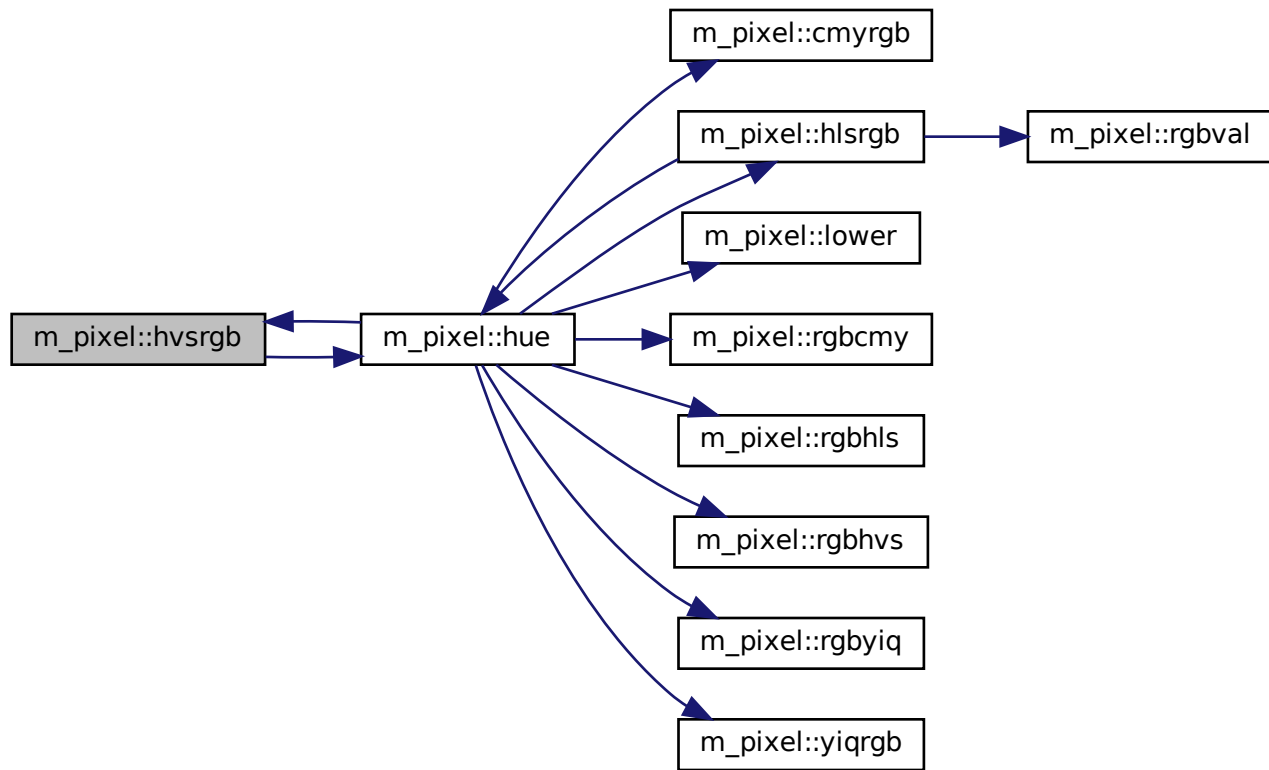 m_pixel::cmyrgb
m_pixel::hlsrgb
m_pixel::rgbval
m_pixel::lower
m_pixel::hvsrgb
m_pixel::hue
m_pixel::rgbcmy
m_pixel::rgbhls
m_pixel::rgbhvs
m_pixel::rgbyiq
m_pixel::yiqrgb